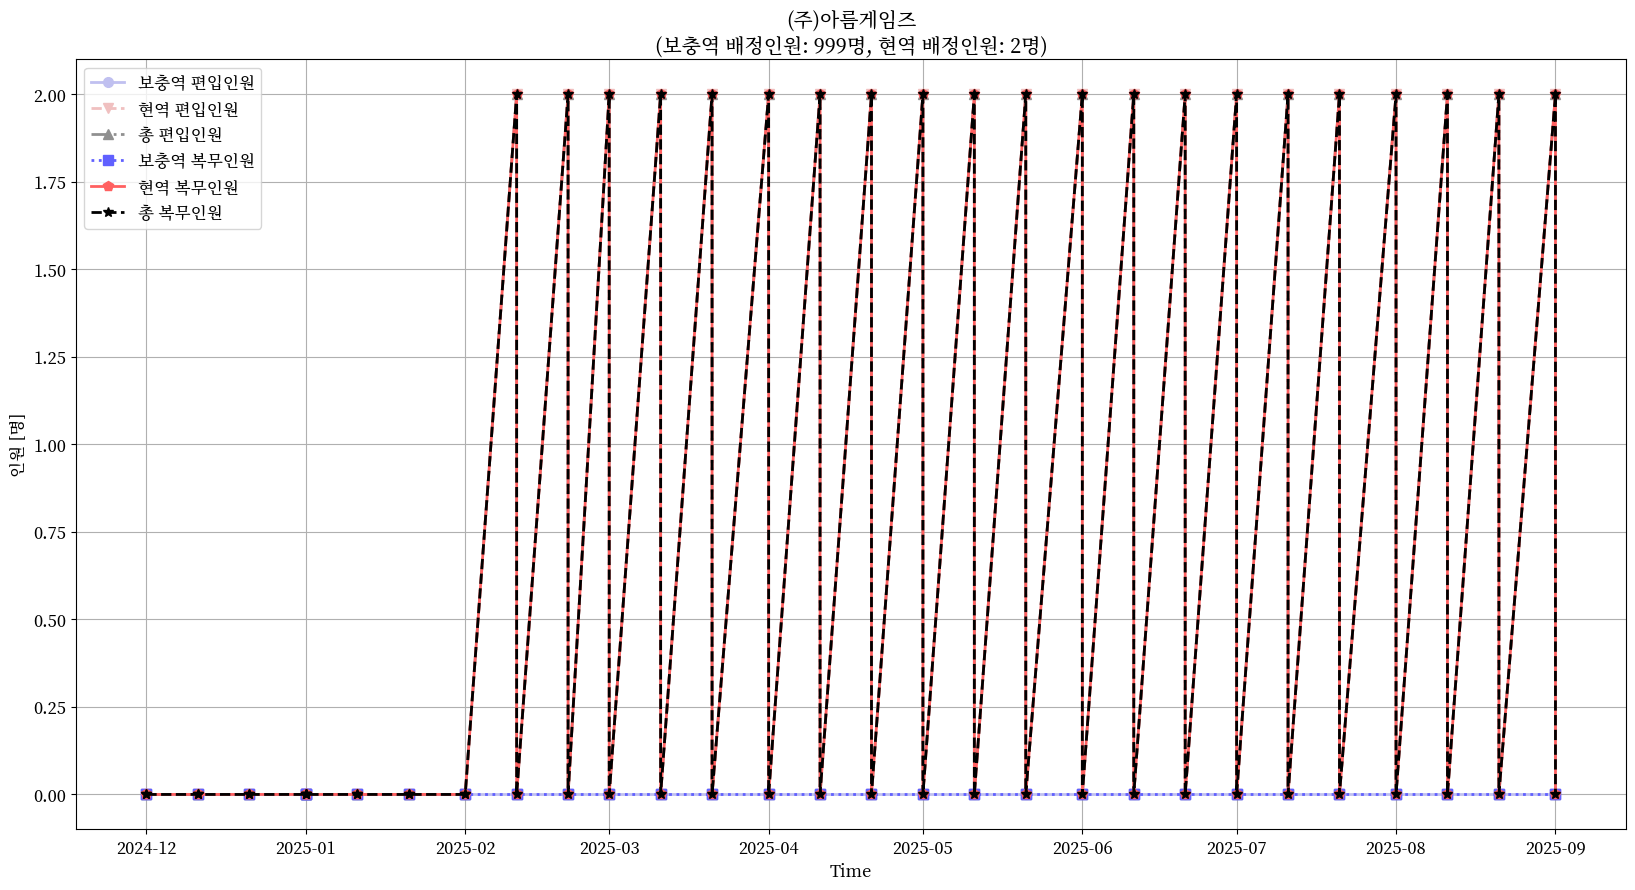 (주)아름게임즈
(보충역 배정인원: 999명, 현역 배정인원: 2명)
보충역 편입인원
현역 편입인원
총 편입인원
보충역 복무인원
현역 복무인원
총 복무인원
인원 [명]
2.00
1.75
1.50
1.25
1.00
0.75
0.50
0.25
0.00
2024-12 2025-01 2025-02 2025-03 2025-04 2025-05 2025-06 2025-07 2025-08 2025-09
Time